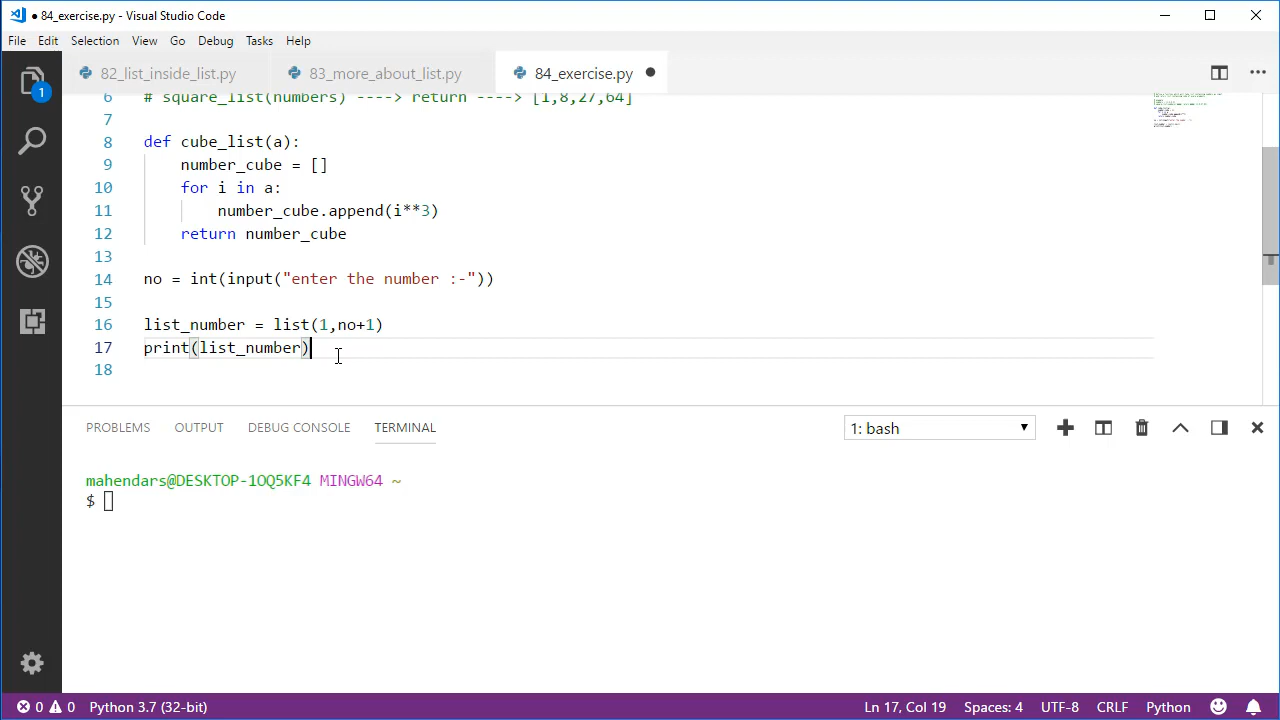 ● 84_exercise.py - Visual Studio Code
File Edit Selection View Go Debug Tasks Help
82_list_inside_list.py 83_more_about_list.py 84_exercise.py ●
1
6 # square_list(numbers) ----> return ----> [1,8,27,64]
7
8 def cube_list(a):
9 number_cube = []
10 for i in a:
11 number_cube.append(i**3)
12 return number_cube
13
14 no = int(input("enter the number :-"))
15
16 list_number = list(1,no+1)
17 print(list_number)
18
PROBLEMS OUTPUT DEBUG CONSOLE TERMINAL 1: bash
mahendars@DESKTOP-1OQ5KF4 MINGW64 ~
$
0 0 Python 3.7 (32-bit) Ln 17, Col 19 Spaces: 4 UTF-8 CRLF Python